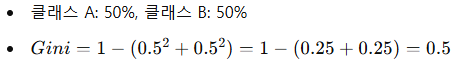 • 클래스 A: 50%, 클래스 B: 50%
• Gini = 1 − (0.5² + 0.5²) = 1 − (0.25 + 0.25) = 0.5